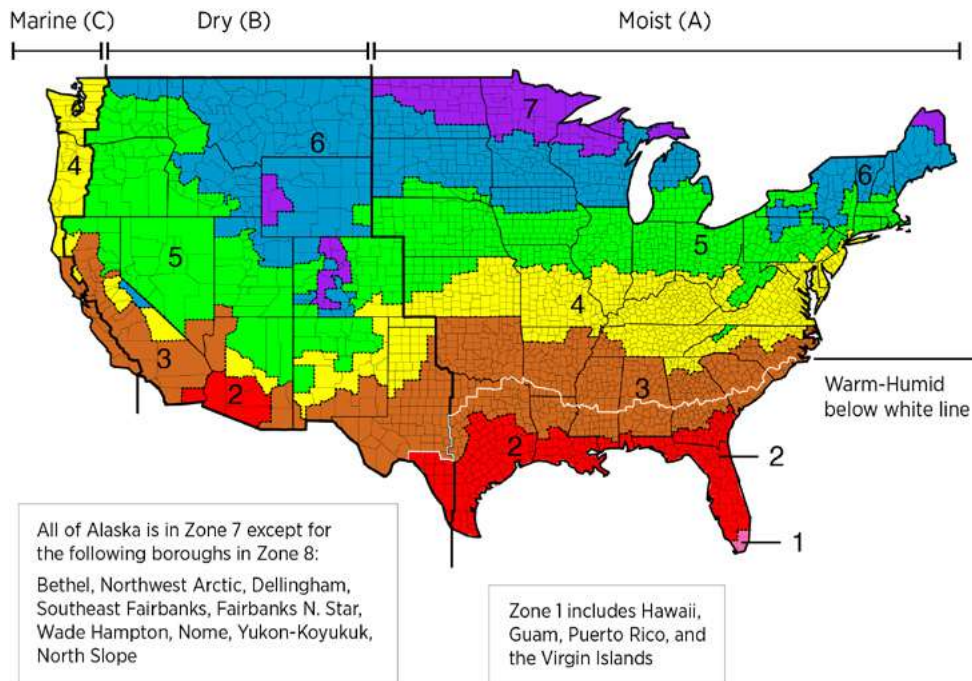 Marine (C)
Dry (B)
Moist (A)
7
6
6
4
5
5
4
3
3
2
2
Warm-Humid
below white line
2
1
All of Alaska is in Zone 7 except for
the following boroughs in Zone 8:
Bethel, Northwest Arctic, Dellingham,
Southeast Fairbanks, Fairbanks N. Star,
Wade Hampton, Nome, Yukon-Koyukuk,
North Slope
Zone 1 includes Hawaii,
Guam, Puerto Rico, and
the Virgin Islands